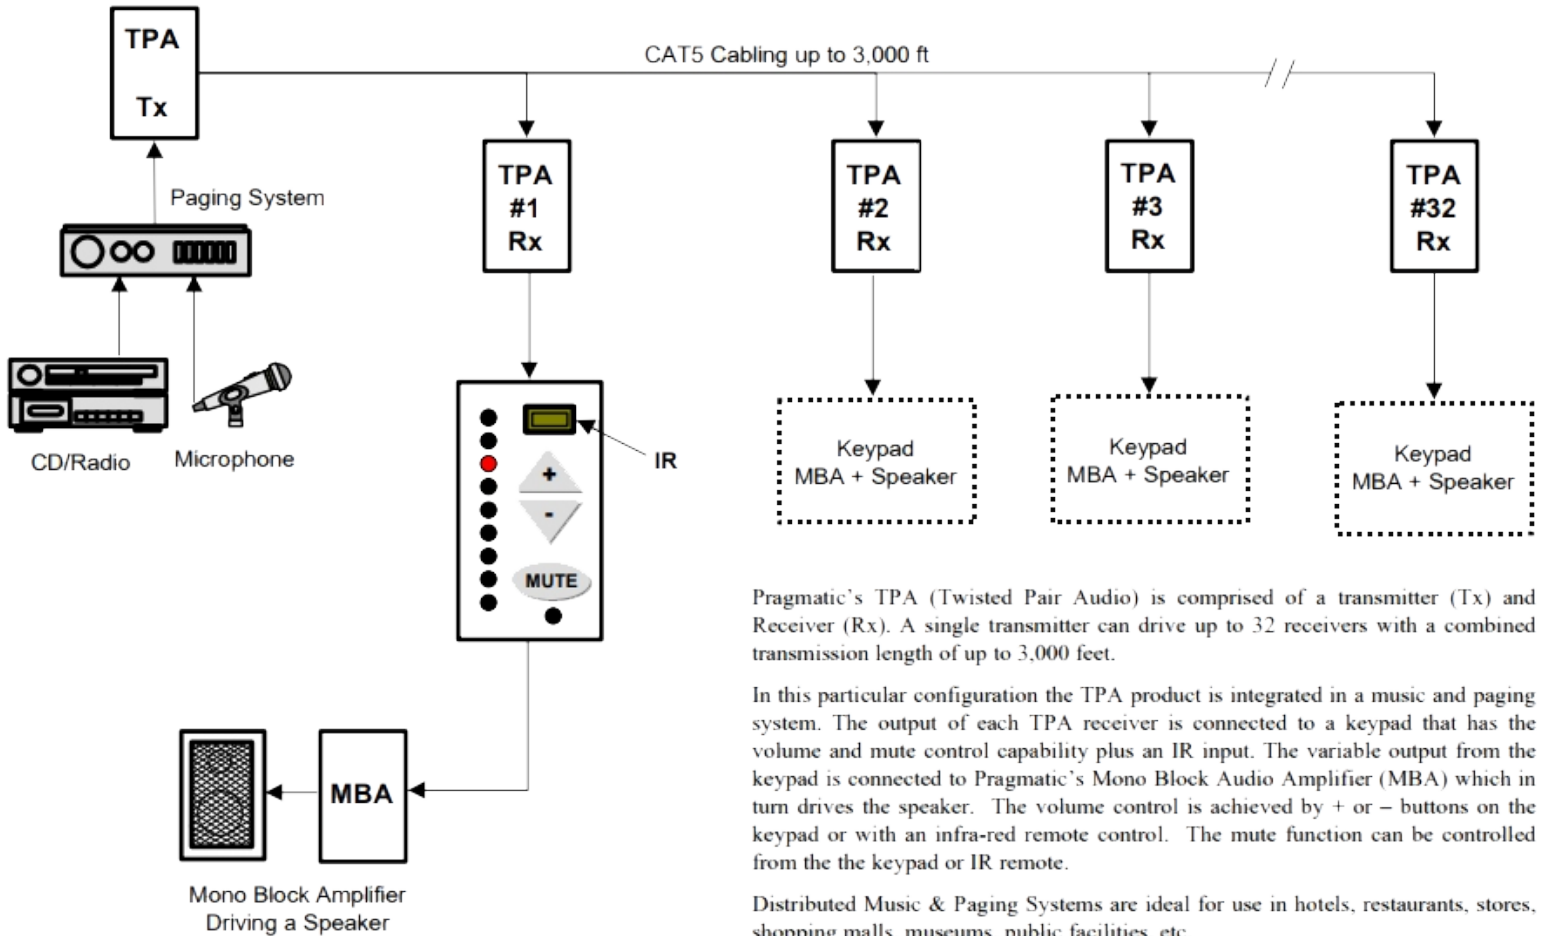 TPA
Tx
CAT5 Cabling up to 3,000 ft
Paging System
TPA
#1
Rx
TPA
#2
Rx
TPA
#3
Rx
TPA
#32
Rx
CD/Radio
Microphone
IR
+
-
MUTE
Keypad
MBA + Speaker
Keypad
MBA + Speaker
Keypad
MBA + Speaker
MBA
Mono Block Amplifier
Driving a Speaker
Pragmatic's TPA (Twisted Pair Audio) is comprised of a transmitter (Tx) and
Receiver (Rx). A single transmitter can drive up to 32 receivers with a combined
transmission length of up to 3,000 feet.
In this particular configuration the TPA product is integrated in a music and paging
system. The output of each TPA receiver is connected to a keypad that has the
volume and mute control capability plus an IR input. The variable output from the
keypad is connected to Pragmatic's Mono Block Audio Amplifier (MBA) which in
turn drives the speaker. The volume control is achieved by + or – buttons on the
keypad or with an infra-red remote control. The mute function can be controlled
from the the keypad or IR remote.
Distributed Music & Paging Systems are ideal for use in hotels, restaurants, stores,
shopping malls, museums, public facilities, etc